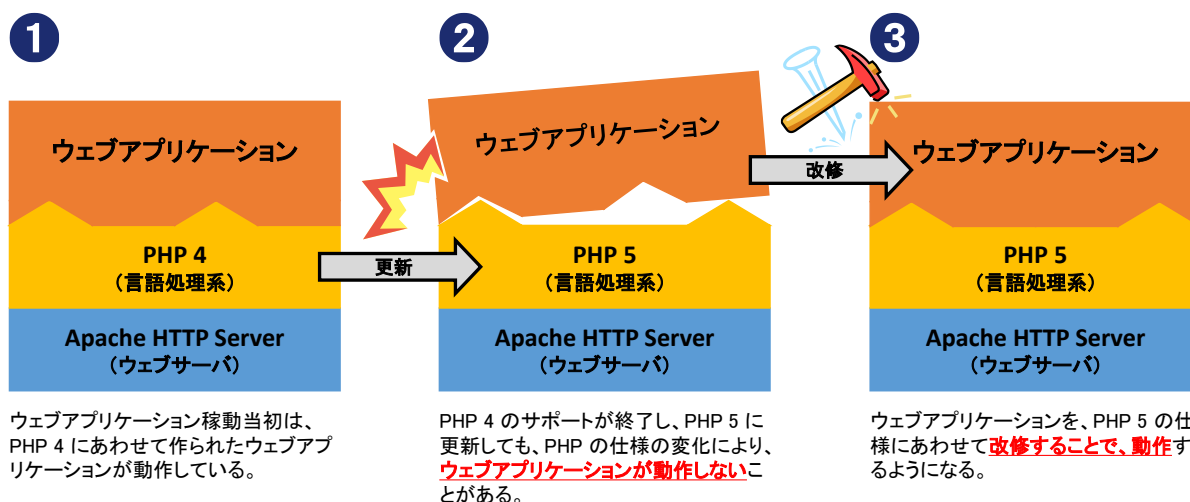 1
ウェブアプリケーション
PHP 4
（言語処理系）
Apache HTTP Server
（ウェブサーバ）
ウェブアプリケーション稼動当初は、
PHP 4 にあわせて作られたウェブアプ
リケーションが動作している。
更新
2
ウェブアプリケーション
PHP 5
（言語処理系）
Apache HTTP Server
（ウェブサーバ）
PHP 4 のサポートが終了し、PHP 5 に
更新しても、PHP の仕様の変化により、
ウェブアプリケーションが動作しないこ
とがある。
改修
3
ウェブアプリケーション
PHP 5
（言語処理系）
Apache HTTP Server
（ウェブサーバ）
ウェブアプリケーションを、PHP 5 の仕
様にあわせて改修することで、動作す
るようになる。